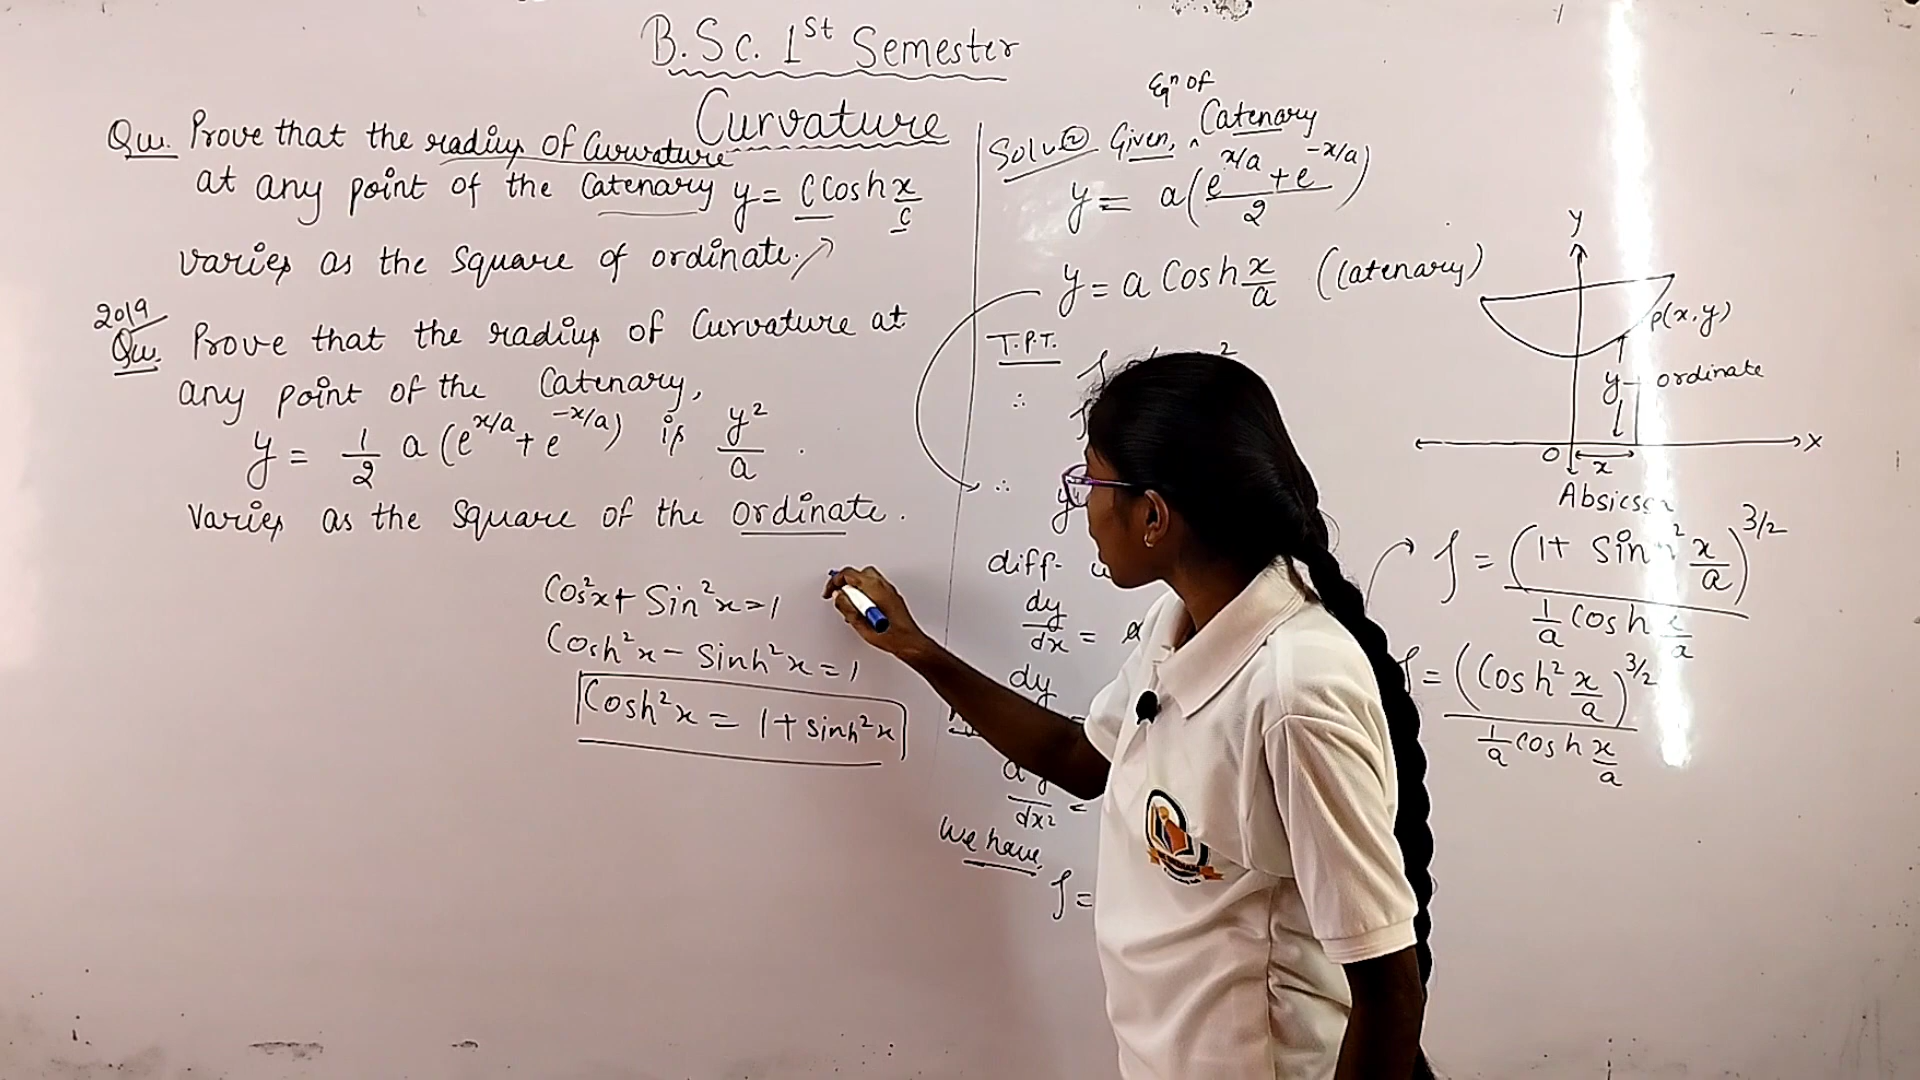 B.Sc. 1st Semester
Curvature
Qu. Prove that the radius of Curvature
at any point of the Catenary y = C Cosh x/c
varies as the square of ordinate.
2019
Qu. Prove that the radius of Curvature at
any point of the Catenary,
y = 1/2 a (e^x/a + e^-x/a) is y²/a .
varies as the square of the ordinate.
Cos²x + Sin²x = 1
Cosh²x - Sinh²x = 1
Cosh²x = 1 + sinh²x
Solu② Given, Eqn of Catenary
y = a(e^x/a + e^-x/a / 2)
y = a Cosh x/a (Catenary)
T.P.T.
∴
∴ y
diff.
dy/dx =
dy
dx² =
We have,
ρ =
Y
p(x,y)
y
ordinate
X
O
x
ρ = (1 + Sin ² x/a)^3/2
1/a Cosh
a
= (Cosh² x/a)^3/2
1/a Cosh x/a